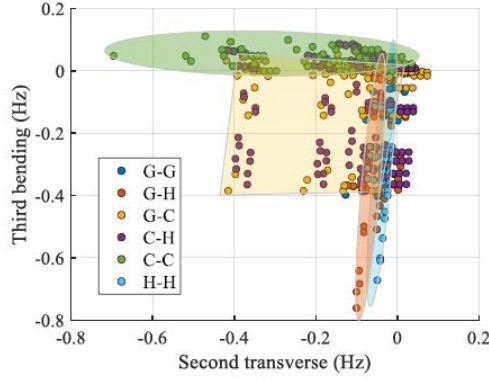 0.2
0
-0.2
-0.4
-0.6
-0.8
Third bending (Hz)
G-G
G-H
G-C
C-H
C-C
H-H
-0.8
-0.6
-0.4
-0.2
0
0.2
Second transverse (Hz)